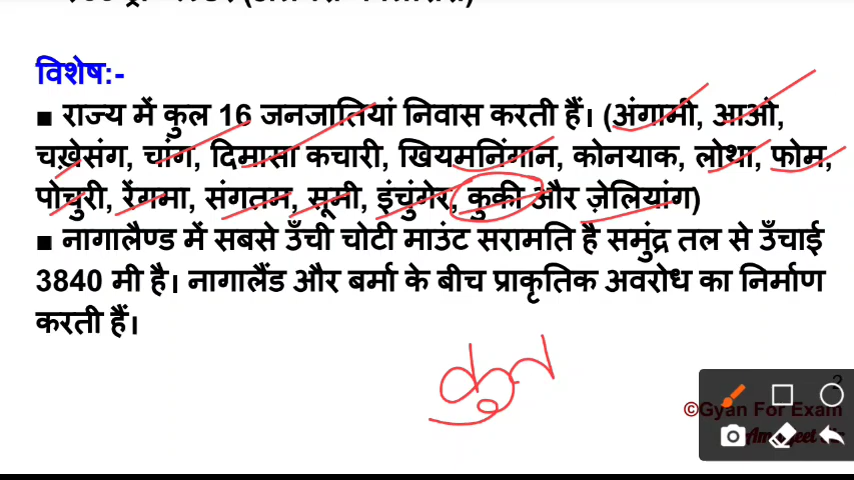 विशेष:-
■ राज्य में कुल 16 जनजातियां निवास करती हैं। (अंगामी, आओ,
चख़ेसंग, चांग, दिमासा कचारी, खियमनिंगान, कोनयाक, लोथा, फोम,
पोचुरी, रेंगमा, संगतम, सूमी, इंचुंगेर, कुकी और ज़ेलियांग)
■ नागालैण्ड में सबसे उँची चोटी माउंट सरामति है समुंद्र तल से उँचाई
3840 मी है। नागालैंड और बर्मा के बीच प्राकृतिक अवरोध का निर्माण
करती हैं।
2
©Gyan For Exam